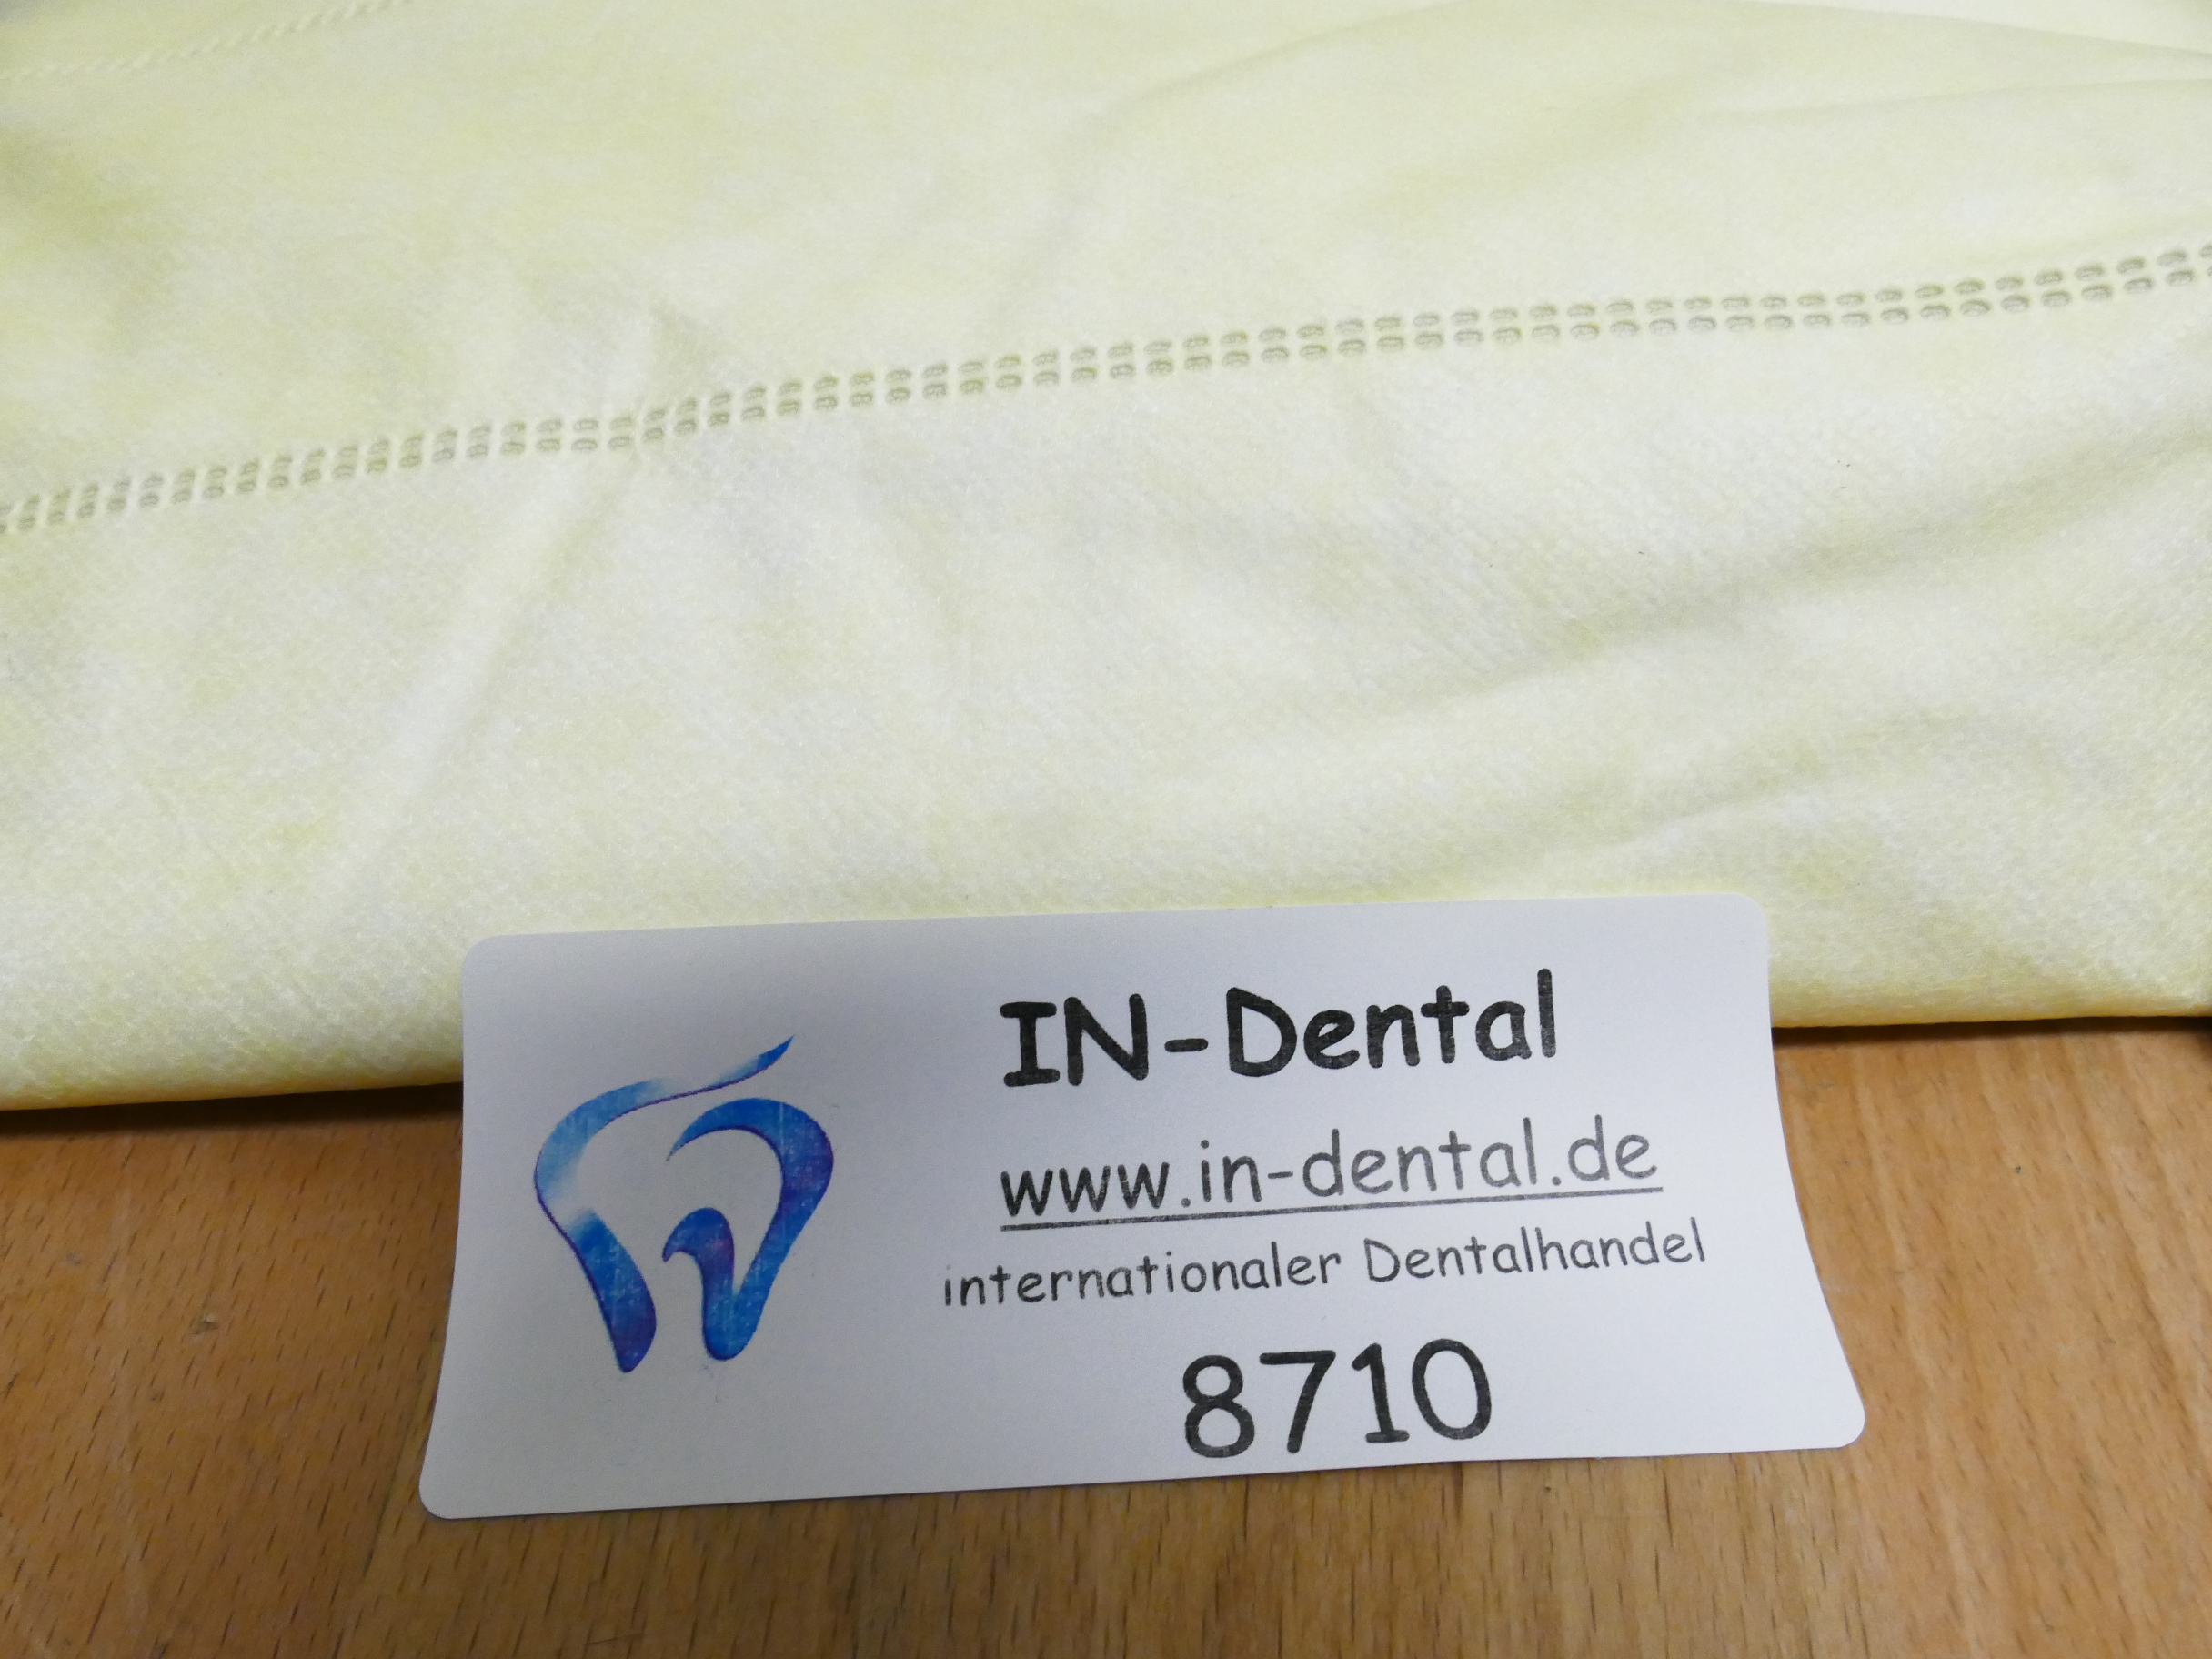 IN-Dental
www.in-dental.de
internationaler Dentalhandel
8710